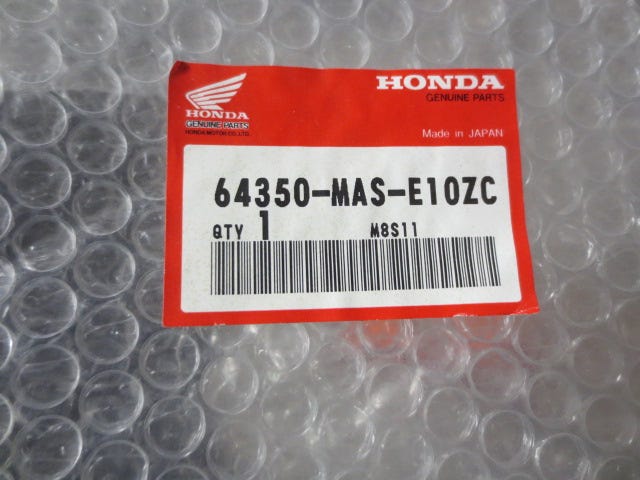 HONDA
GENUINE PARTS
HONDA MOTOR CO.,LTD.
HONDA
GENUINE PARTS
Made in JAPAN
64350-MAS-E10ZC
QTY 1 M8S11